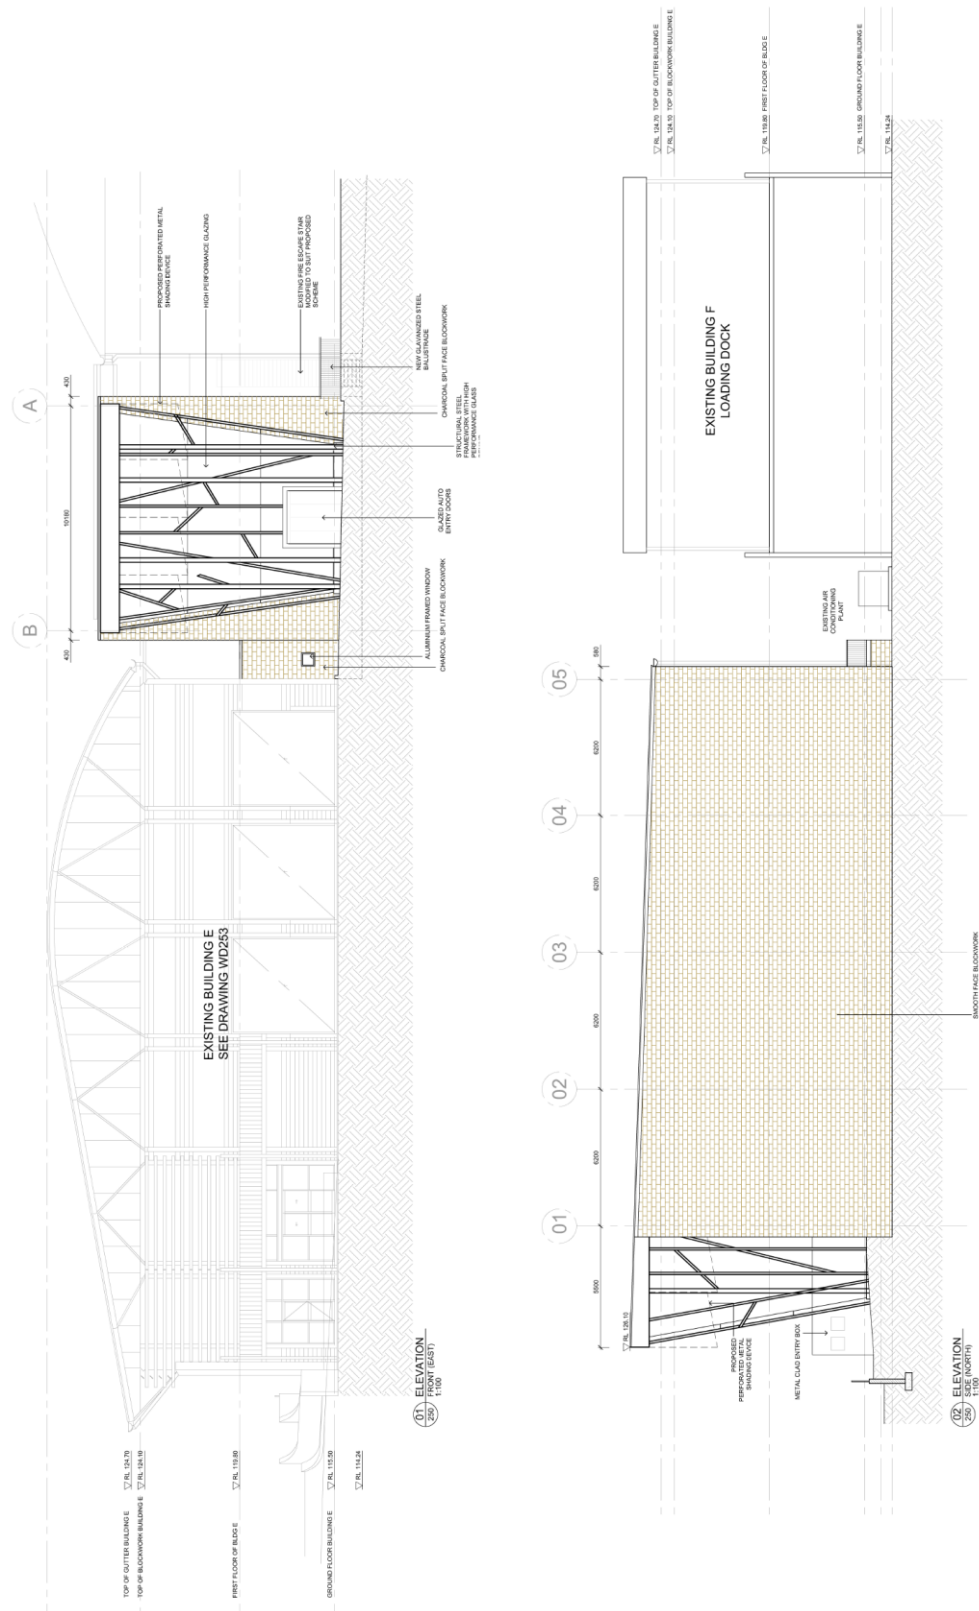 A
B
430
10160
430
PROPOSED PERFORATED METAL
SHADING DEVICE
HIGH PERFORMANCE GLAZING
EXISTING FIRE ESCAPE STAIR
MODIFIED TO SUIT PROPOSED
SCHEME
NEW GLAVANIZED STEEL
BALUSTRADE
CHARCOAL SPLIT FACE BLOCKWORK
STRUCTURAL STEEL
FRAMEWORK WITH HIGH
PERFORMANCE GLASS
GLAZED AUTO
ENTRY DOORS
ALUMINIUM FRAMED WINDOW
CHARCOAL SPLIT FACE BLOCKWORK
EXISTING BUILDING E
SEE DRAWING WD253
TOP OF GUTTER BUILDING E RL 124.70
TOP OF BLOCKWORK BUILDING E RL 124.10
FIRST FLOOR OF BLDG E RL 119.80
GROUND FLOOR BUILDING E RL 115.50
RL 114.24
01 ELEVATION
250 FRONT (EAST)
1:100
RL 124.70 TOP OF GUTTER BUILDING E
RL 124.10 TOP OF BLOCKWORK BUILDING E
RL 119.80 FIRST FLOOR OF BLDG E
RL 115.50 GROUND FLOOR BUILDING E
RL 114.24
EXISTING BUILDING F
LOADING DOCK
EXISTING AIR
CONDITIONING
PLANT
01
02
03
04
05
5500
6200
6200
6200
6200
580
RL 126.10
PROPOSED
PERFORATED METAL
SHADING DEVICE
METAL CLAD ENTRY BOX
SMOOTH FACE BLOCKWORK
02 ELEVATION
250 SIDE (NORTH)
1:100